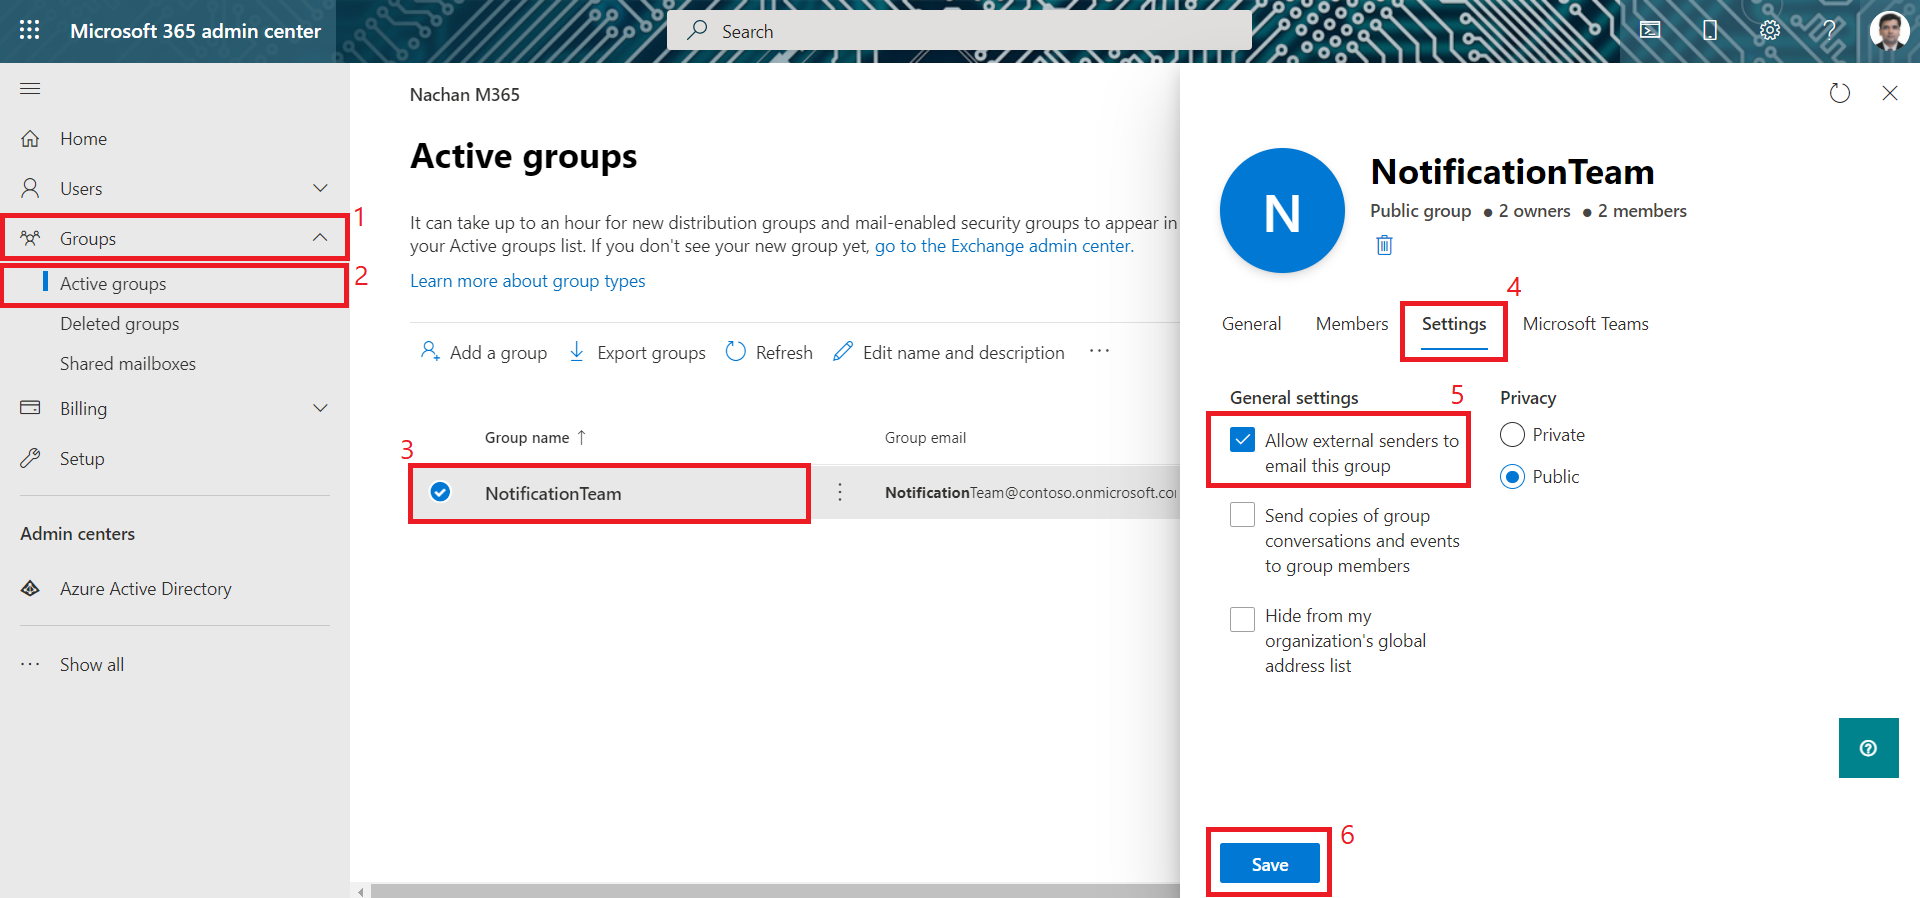 Microsoft 365 admin center
Search
Home
Users
Groups
1
Active groups
2
Deleted groups
Shared mailboxes
Billing
Setup
Admin centers
Azure Active Directory
Show all
Nachan M365
Active groups
It can take up to an hour for new distribution groups and mail-enabled security groups to appear in
your Active groups list. If you don't see your new group yet, go to the Exchange admin center.
Learn more about group types
Add a group
Export groups
Refresh
Edit name and description
Group name ↑
Group email
3
NotificationTeam
NotificationTeam@contoso.onmicrosoft.co
N
NotificationTeam
Public group ● 2 owners ● 2 members
4
General
Members
Settings
Microsoft Teams
General settings
5
Allow external senders to
email this group
Send copies of group
conversations and events
to group members
Hide from my
organization's global
address list
Privacy
Private
Public
6
Save